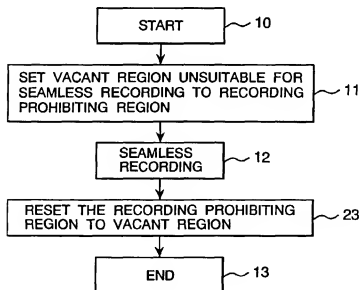 START
10
SET VACANT REGION UNSUITABLE FOR
SEAMLESS RECORDING TO RECORDING
PROHIBITING REGION
11
SEAMLESS
RECORDING
12
RESET THE RECORDING PROHIBITING
REGION TO VACANT REGION
23
END
13